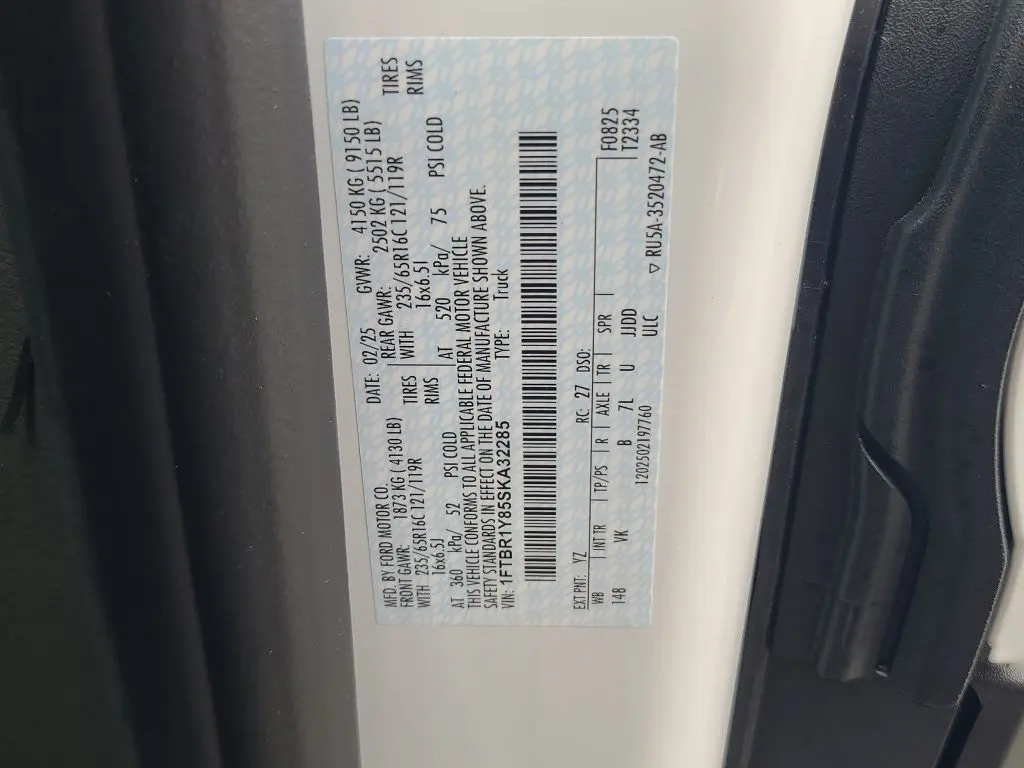 MFD. BY FORD MOTOR CO. DATE: 02/25 GVWR: 4150 KG ( 9150 LB)
FRONT GAWR: 1873 KG ( 4130 LB) REAR GAWR: 2502 KG ( 5515 LB)
WITH 235/65R16C 121/119R TIRES WITH 235/65R16C 121/119R TIRES
16x6.5J RIMS 16x6.5J RIMS
AT 360 kPa/ 52 PSI COLD AT 520 kPa/ 75 PSI COLD
THIS VEHICLE CONFORMS TO ALL APPLICABLE FEDERAL MOTOR VEHICLE
SAFETY STANDARDS IN EFFECT ON THE DATE OF MANUFACTURE SHOWN ABOVE.
VIN: 1FTBR1Y85SKA32285 TYPE: Truck
EXT PNT: YZ RC: 27 DSO: F0825
WB INT TR TP/PS R AXLE TR SPR T2334
148 VK B 7L U JJDD
1202502197760 ULC ▽ RU5A-3520472-AB